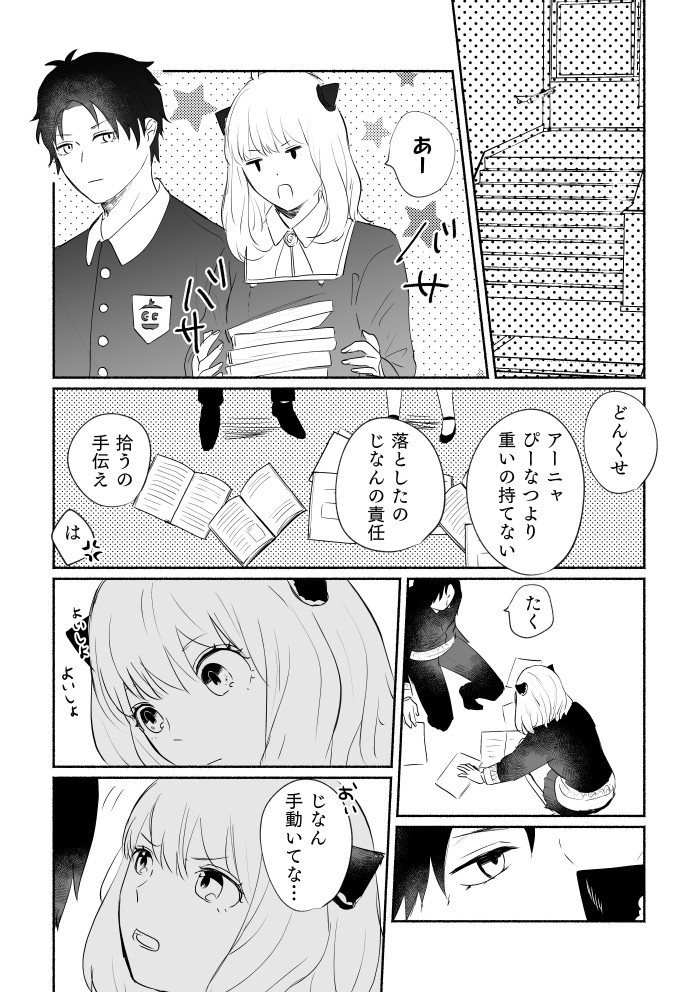 あー
バ
サ
バ
ハ
サ
どんくせ
アーニャ
ぴーなつより
重いの持てない
落としたの
じなんの責任
拾うの
手伝え
は
たく
よいしょ
よいしょ
おい
じなん
手動いてな…